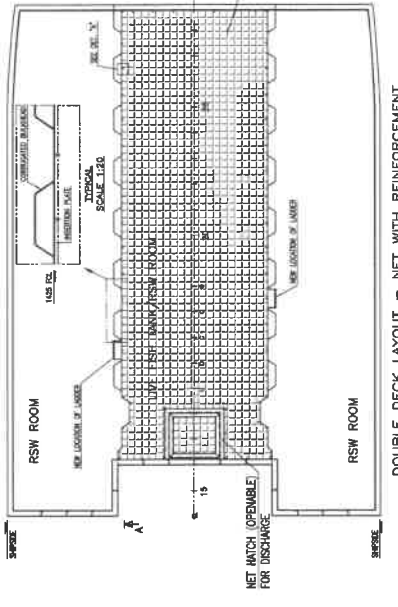 CORRUGATED BULKHEAD
INSERTION PLATE
1425 FCL
TYPICAL
SCALE 1:20
SEE DET. "A"
RSW ROOM
NEW LOCATION OF LADDER
LIVE FISH TANK/RSW ROOM
NEW LOCATION OF LADDER
SHIPSIDE
A
15
20
NET HATCH (OPENABLE)
FOR DISCHARGE
RSW ROOM
SHIPSIDE
DOUBLE DECK LAYOUT = NET WITH REINFORCEMENT